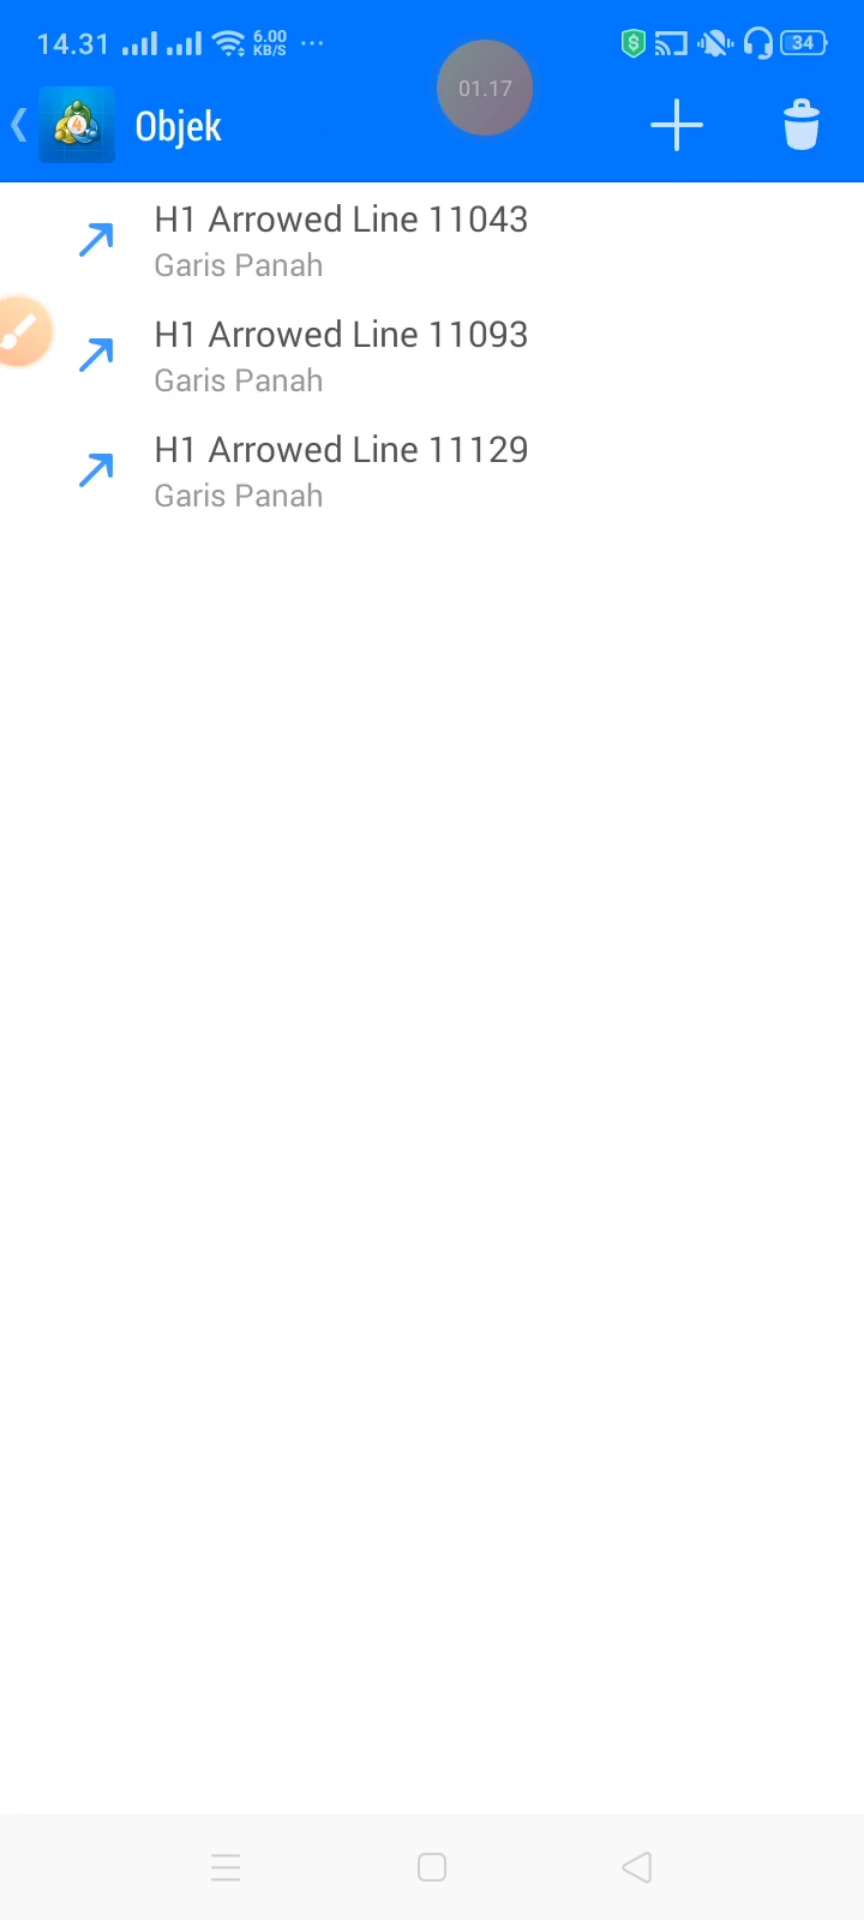 14.31
6.00
KB/S
34
01.17
4
Objek
H1 Arrowed Line 11043
Garis Panah
H1 Arrowed Line 11093
Garis Panah
H1 Arrowed Line 11129
Garis Panah